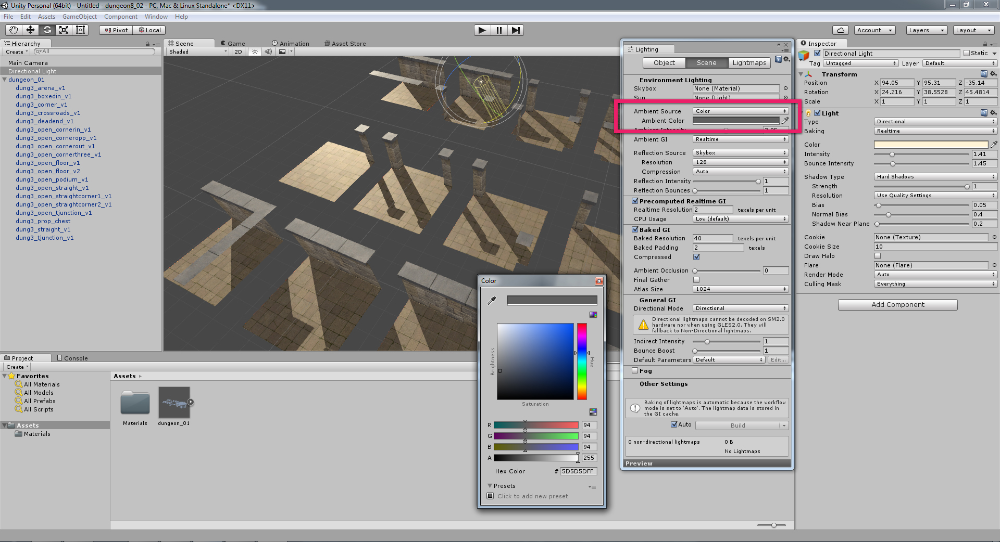 Unity Personal (64bit) - Untitled - dungeon8_02 - PC, Mac & Linux Standalone* <DX11>
File Edit Assets GameObject Component Window Help
Pivot Local Account Layers Layout
Hierarchy
Create All
Main Camera
Directional Light
dungeon_01
dung3_arena_v1
dung3_boxedin_v1
dung3_corner_v1
dung3_crossroads_v1
dung3_deadend_v1
dung3_open_cornerin_v1
dung3_open_corneropp_v1
dung3_open_cornerout_v1
dung3_open_cornerthree_v1
dung3_open_floor_v1
dung3_open_floor_v2
dung3_open_podium_v1
dung3_open_straight_v1
dung3_open_straightcorner1_v1
dung3_open_straightcorner2_v1
dung3_open_tjunction_v1
dung3_prop_chest
dung3_straight_v1
dung3_tjunction_v1
Scene Game Animation Asset Store
Shaded 2D
Lighting
Object Scene Lightmaps
Environment Lighting
Skybox None (Material)
Sun None (Light)
Ambient Source Color
Ambient Color
Ambient Intensity
Ambient GI Realtime
Reflection Source Skybox
Resolution 128
Compression Auto
Reflection Intensity 1
Reflection Bounces 1
Precomputed Realtime GI
Realtime Resolution 2 texels per unit
CPU Usage Low (default)
Baked GI
Baked Resolution 40 texels per unit
Baked Padding 2 texels
Compressed
Ambient Occlusion 0
Final Gather
Atlas Size 1024
General GI
Directional Mode Directional
Directional lightmaps cannot be decoded on SM2.0
hardware nor when using GLES2.0. They will
fallback to Non-Directional lightmaps.
Indirect Intensity 1
Bounce Boost 1
Default Parameters Default Edit...
Fog
Other Settings
Baking of lightmaps is automatic because the workflow
mode is set to 'Auto'. The lightmap data is stored in
the GI cache.
Auto Build
0 non-directional lightmaps 0 B
No Lightmaps
Preview
Inspector
Directional Light Static
Tag Untagged Layer Default
Transform
Position X 94.05 Y 95.31 Z -35.14
Rotation X 24.216 Y 38.5528 Z 45.4814
Scale X 1 Y 1 Z 1
Light
Type Directional
Baking Realtime
Color
Intensity 1.41
Bounce Intensity 1.45
Shadow Type Hard Shadows
Strength 1
Resolution Use Quality Settings
Bias 0.05
Normal Bias 0.4
Shadow Near Plane 0.2
Cookie None (Texture)
Cookie Size 10
Draw Halo
Flare None (Flare)
Render Mode Auto
Culling Mask Everything
Add Component
Color
Brightness
Hue
Saturation
R 94
G 94
B 94
A 255
Hex Color # 5D5D5DFF
Presets
Click to add new preset
Project Console
Create
Favorites
All Materials
All Models
All Prefabs
All Scripts
Assets
Materials
Assets
Materials
dungeon_01